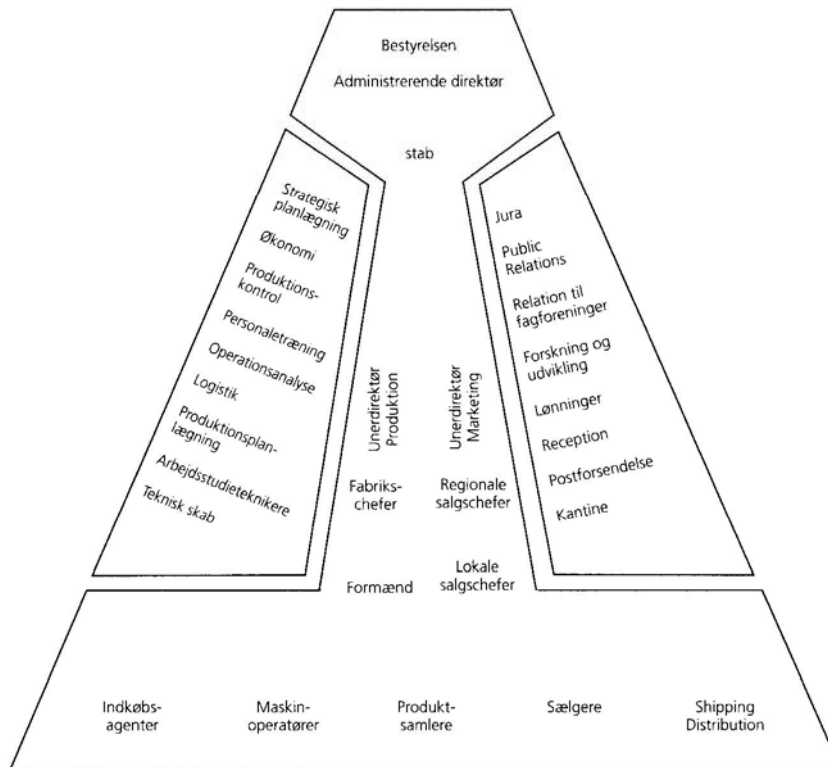 Bestyreisen
Administrerende direktør
stab
Strategisk
planlægning
Økonomi
Produktions-
kontrol
Personaletræning
Operationsanalyse
Logistik
Produktionsplan-
lægning
Arbejdsstudieteknikere
Teknisk skab
Unerdirektør
Produktion
Fabriks-
chefer
Formænd
Unerdirektør
Marketing
Regionale
salgschefer
Lokale
salgschefer
Jura
Public
Relations
Relation til
fagforeninger
Forskning og
udvikling
Lønninger
Reception
Postforsendelse
Kantine
Indkøbs-
agenter
Maskin-
operatører
Produkt-
samlere
Sælgere
Shipping
Distribution